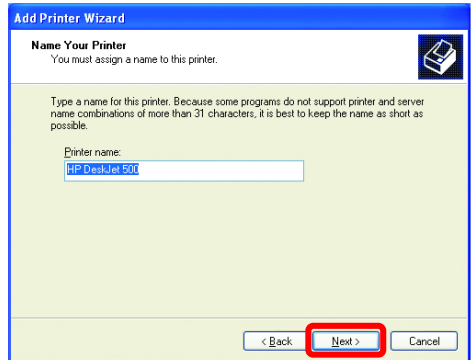 Add Printer Wizard
Name Your Printer
You must assign a name to this printer.
Type a name for this printer. Because some programs do not support printer and server
name combinations of more than 31 characters, it is best to keep the name as short as
possible.
Printer name:
HP DeskJet 500
< Back Next > Cancel